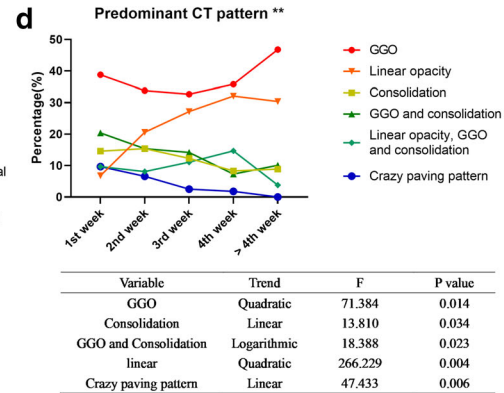 d
Predominant CT pattern **
Percentage(%)
50
40
30
20
10
0
1st week
2nd week
3rd week
4th week
> 4th week
GGO
Linear opacity
Consolidation
GGO and consolidation
Linear opacity, GGO
and consolidation
Crazy paving pattern
al
Variable Trend F P value
GGO Quadratic 71.384 0.014
Consolidation Linear 13.810 0.034
GGO and Consolidation Logarithmic 18.388 0.023
linear Quadratic 266.229 0.004
Crazy paving pattern Linear 47.433 0.006